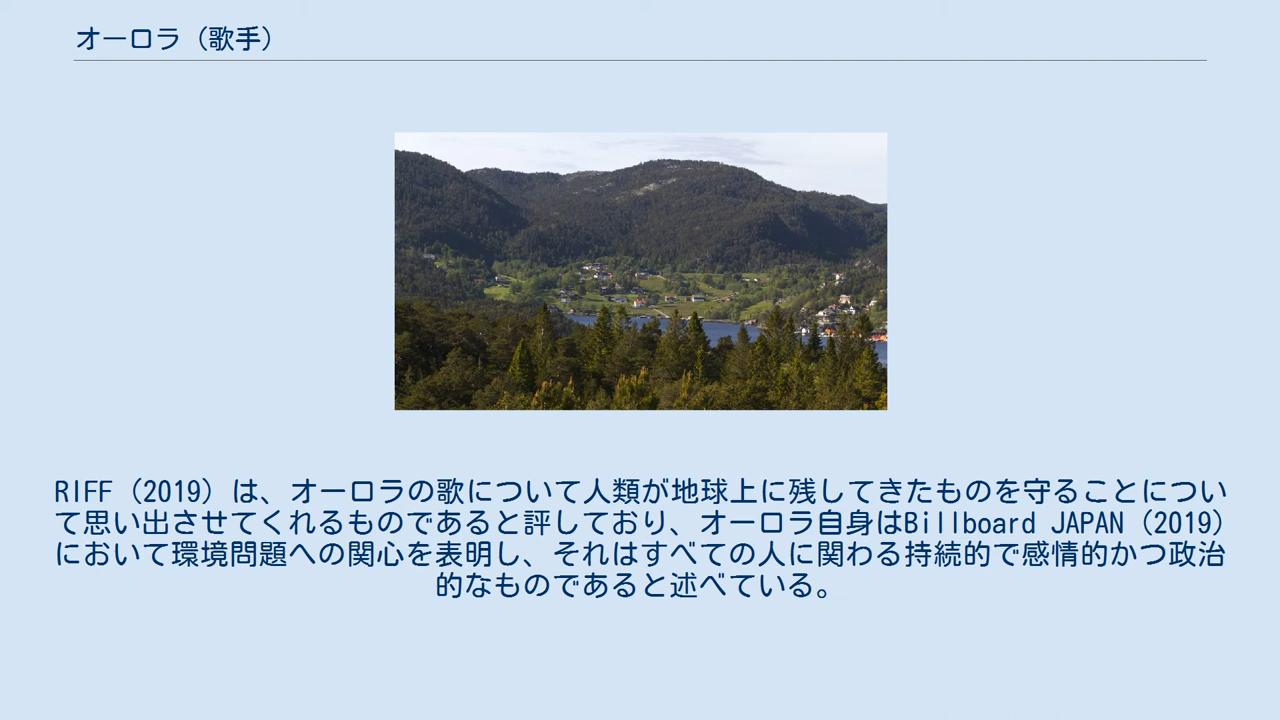 オーロラ（歌手）
RIFF（2019）は、オーロラの歌について人類が地球上に残してきたものを守ることについ
て思い出させてくれるものであると評しており、オーロラ自身はBillboard JAPAN（2019）
において環境問題への関心を表明し、それはすべての人に関わる持続的で感情的かつ政治
的なものであると述べている。